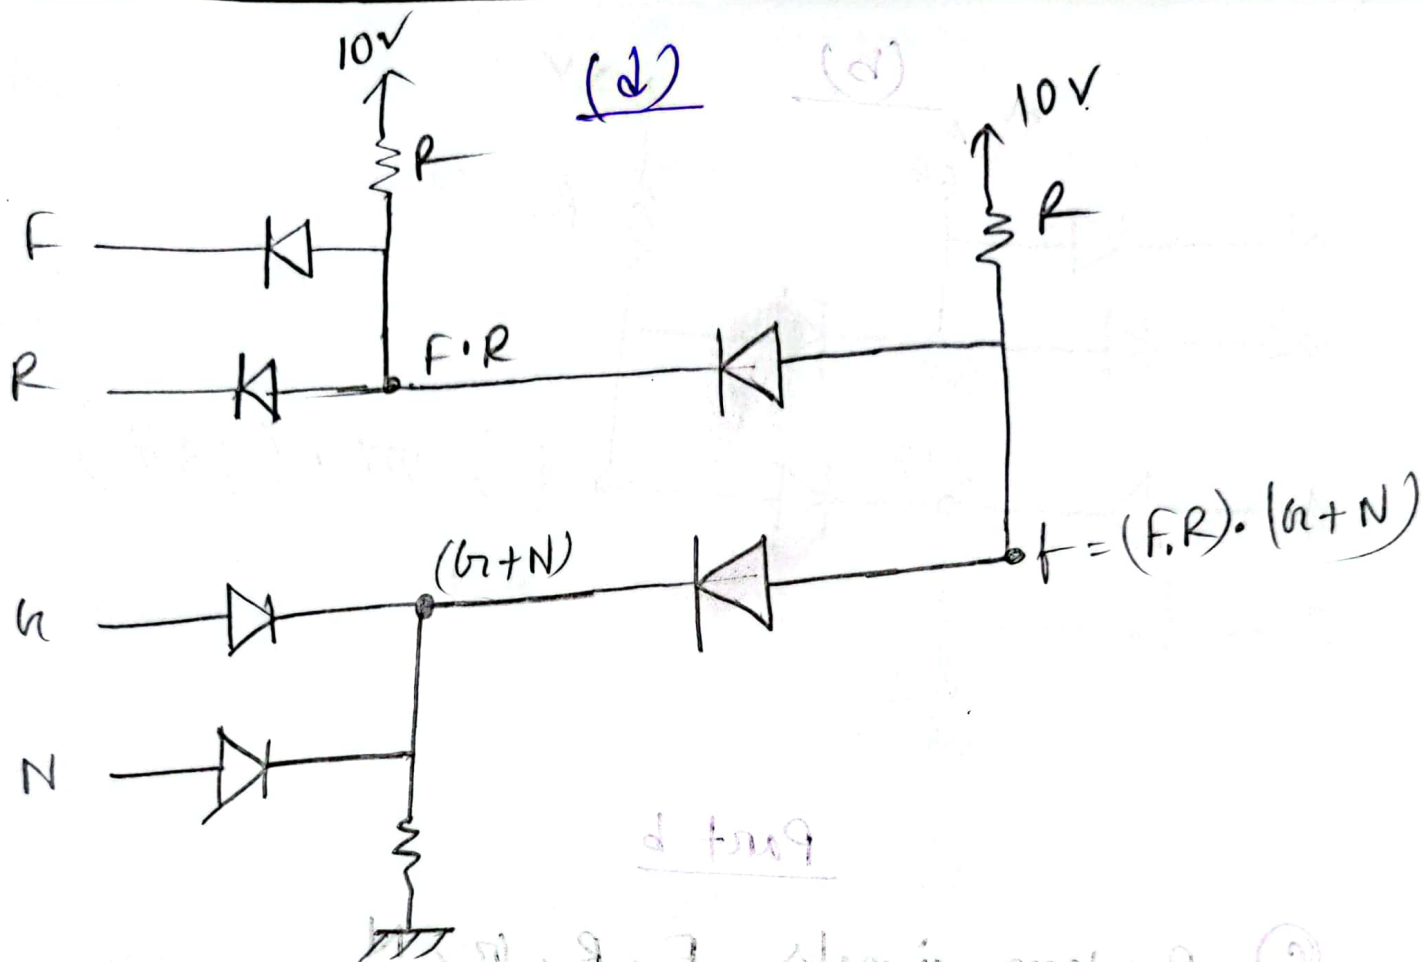 10V
(d)
10V
R
R
F
F.R
R
f = (F.R). (G+N)
(G+N)
G
N